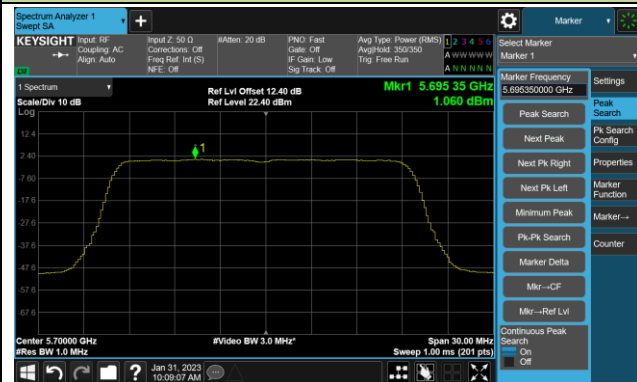 Spectrum Analyzer 1
Swept SA
+
Marker
KEYSIGHT
Input: RF
Coupling: AC
Align: Auto
Input Z: 50 Ω
Corrections: Off
Freq Ref: Int (S)
NFE: Off
#Atten: 20 dB
PNO: Fast
Gate: Off
IF Gain: Low
Sig Track: Off
Avg Type: Power (RMS)
Avg|Hold: 350/350
Trig: Free Run
1 2 3 4 5 6
A W W W W W
A N N N N N
Select Marker
Marker 1
1 Spectrum
Scale/Div 10 dB
Log
Ref Lvl Offset 12.40 dB
Ref Level 22.40 dBm
Mkr1 5.695 35 GHz
1.060 dBm
12.4
2.40
-7.60
-17.6
-27.6
-37.6
-47.6
-57.6
-67.6
1
Center 5.70000 GHz
#Res BW 1.0 MHz
#Video BW 3.0 MHz*
Span 30.00 MHz
Sweep 1.00 ms (201 pts)
Marker Frequency
5.695350000 GHz
Peak Search
Next Peak
Next Pk Right
Next Pk Left
Minimum Peak
Pk-Pk Search
Marker Delta
Mkr→CF
Mkr→Ref Lvl
Continuous Peak
Search
On
Off
Settings
Peak
Search
Pk Search
Config
Properties
Marker
Function
Marker→
Counter
?
Jan 31, 2023
10:09:07 AM